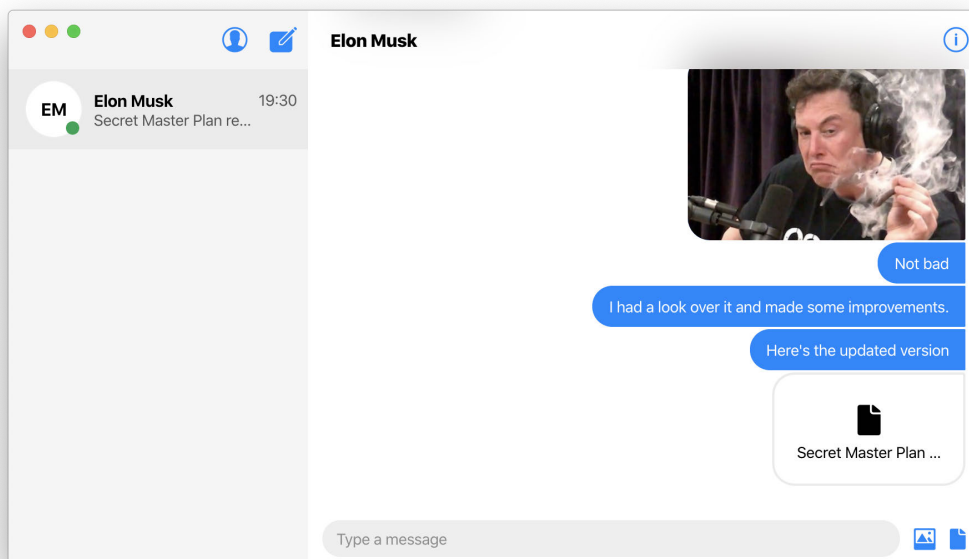 Elon Musk
EM
Elon Musk
19:30
Secret Master Plan re...
Not bad
I had a look over it and made some improvements.
Here's the updated version
Secret Master Plan ...
Type a message